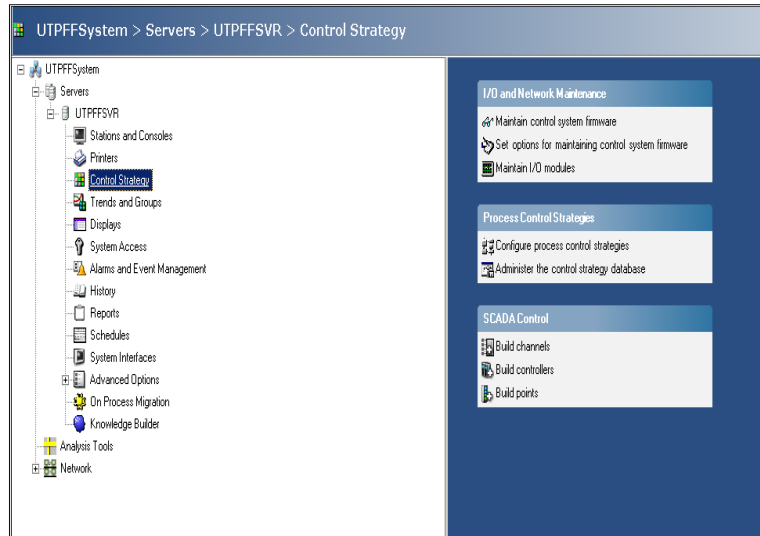 UTPFFSystem > Servers > UTPFFSVR > Control Strategy
UTPFFSystem
Servers
UTPFFSVR
Stations and Consoles
Printers
Control Strategy
Trends and Groups
Displays
System Access
Alarms and Event Management
History
Reports
Schedules
System Interfaces
Advanced Options
On Process Migration
Knowledge Builder
Analysis Tools
Network
I/O and Network Maintenance
Maintain control system firmware
Set options for maintaining control system firmware
Maintain I/O modules
Process Control Strategies
Configure process control strategies
Administer the control strategy database
SCADA Control
Build channels
Build controllers
Build points